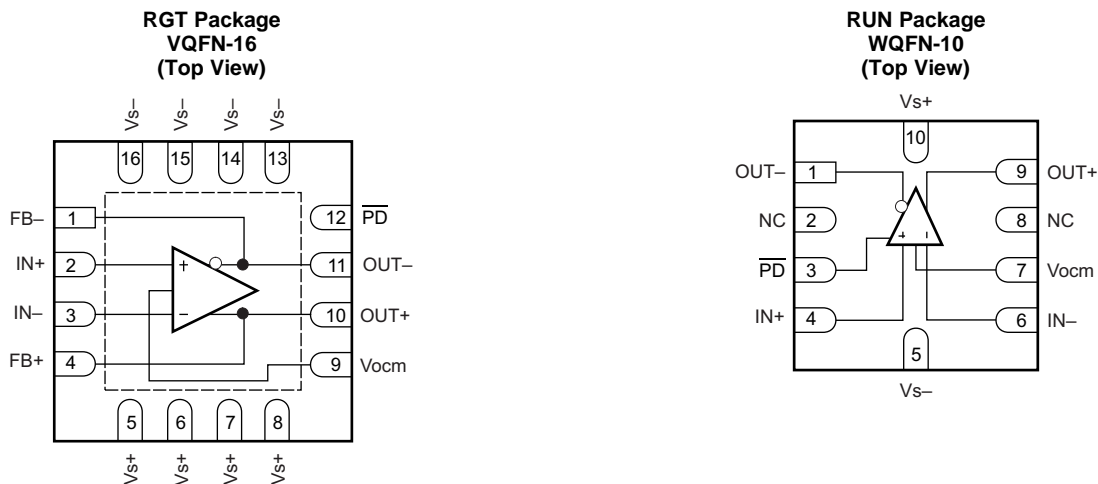 RGT Package
VQFN-16
(Top View)
Vs–
Vs–
Vs–
Vs–
16
15
14
13
FB–
1
12
PD
IN+
2
+
11
OUT–
IN–
3
–
10
OUT+
FB+
4
9
Vocm
5
6
7
8
Vs+
Vs+
Vs+
Vs+
RUN Package
WQFN-10
(Top View)
Vs+
10
OUT–
1
9
OUT+
NC
2
8
NC
+
–
PD
3
7
Vocm
IN+
4
6
IN–
5
Vs–